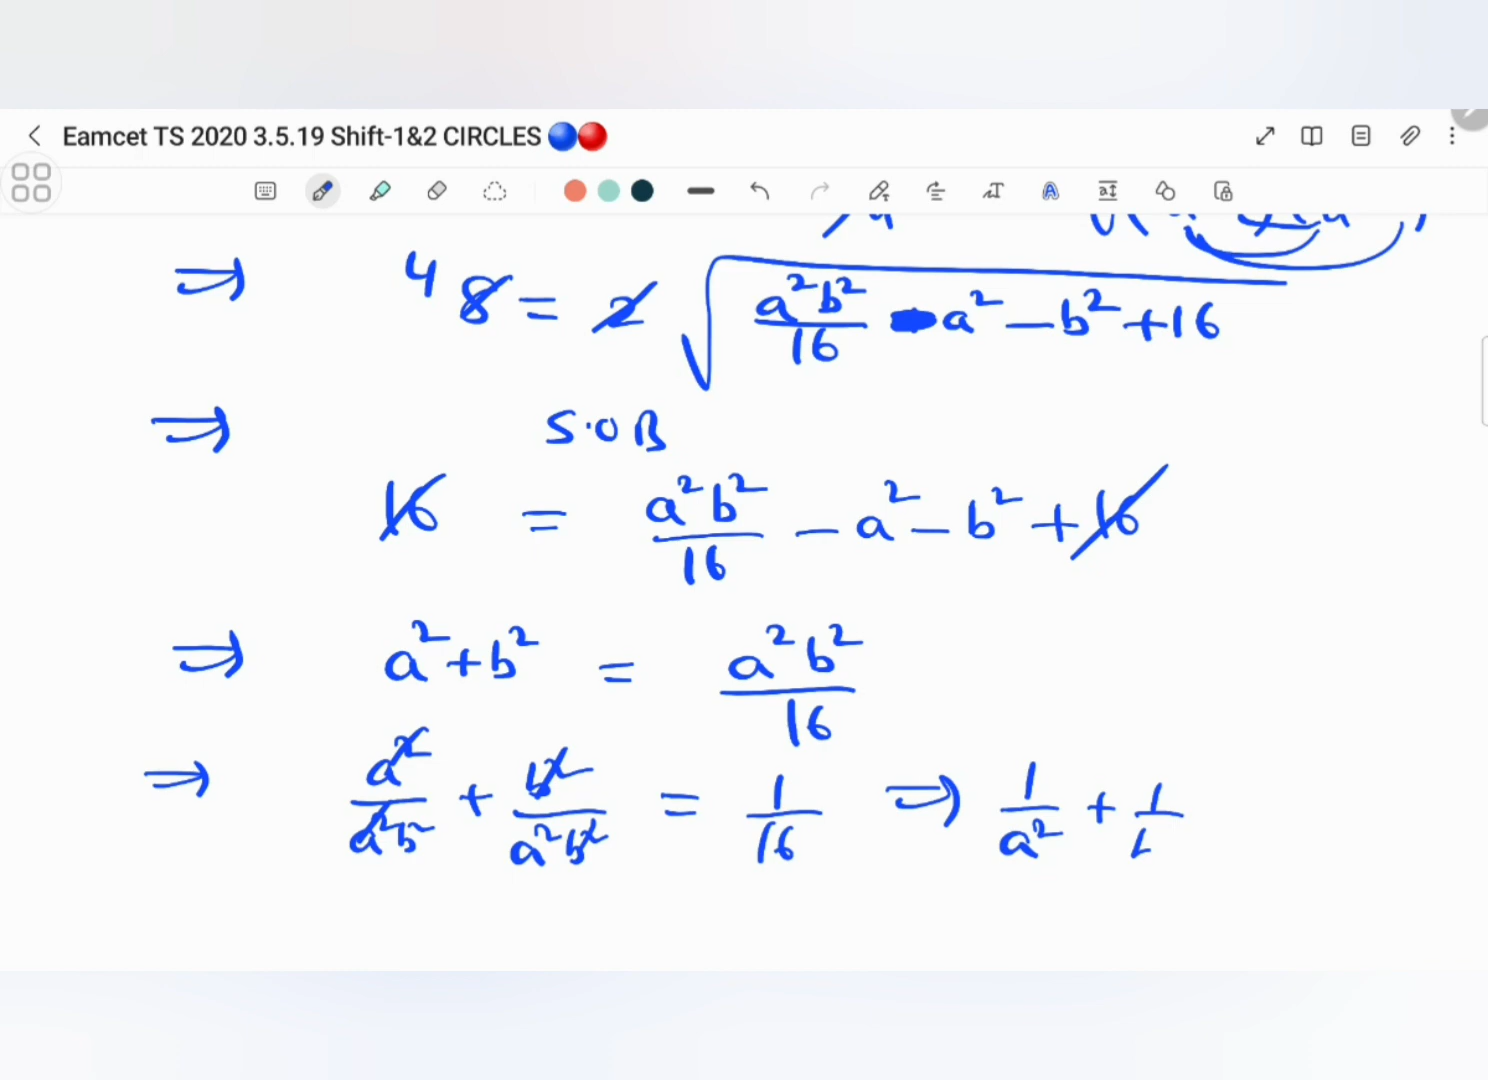 Eamcet TS 2020 3.5.19 Shift-1&2 CIRCLES
⇒ 4 8 = 2 √(a²b²/16 - a² - b² + 16)
⇒ S.O.B
16 = a²b²/16 - a² - b² + 16
⇒ a² + b² = a²b²/16
⇒ a²/a²b² + b²/a²b² = 1/16 ⇒ 1/a² + 1/